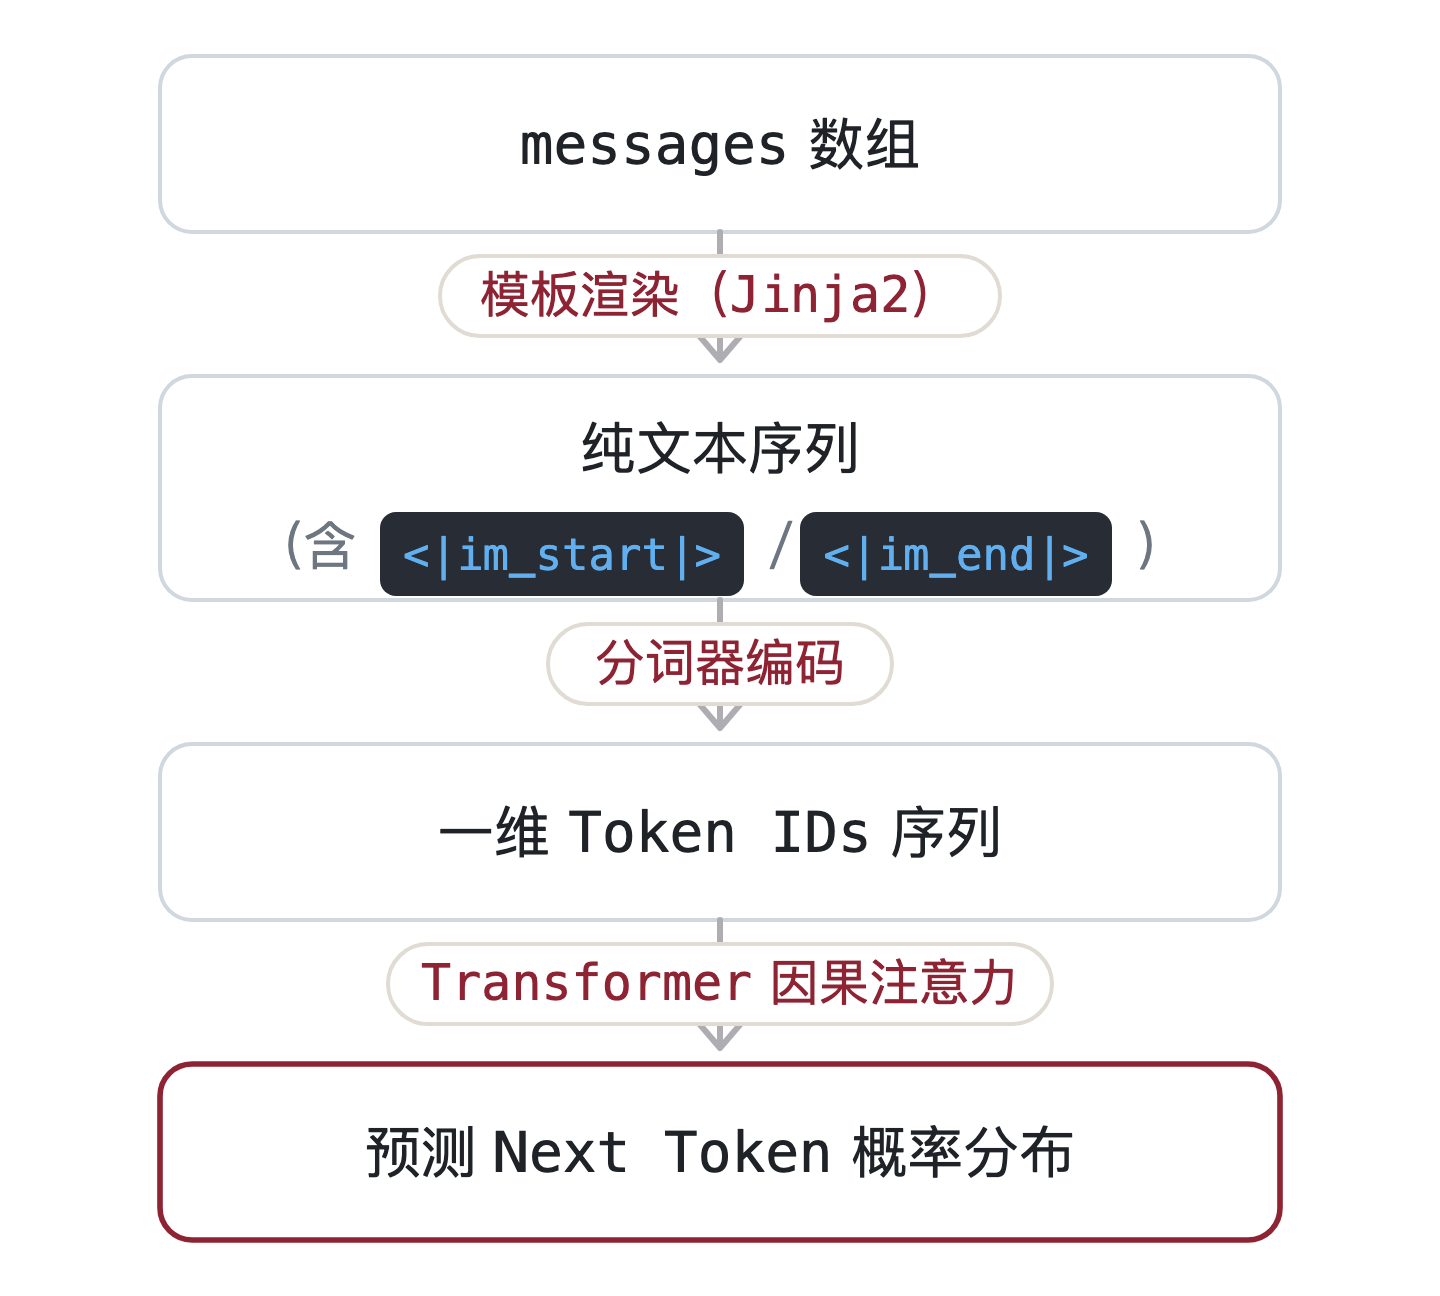 messages 数组
模板渲染（Jinja2）
纯文本序列
(含 <|im_start|> / <|im_end|> )
分词器编码
一维 Token IDs 序列
Transformer 因果注意力
预测 Next Token 概率分布